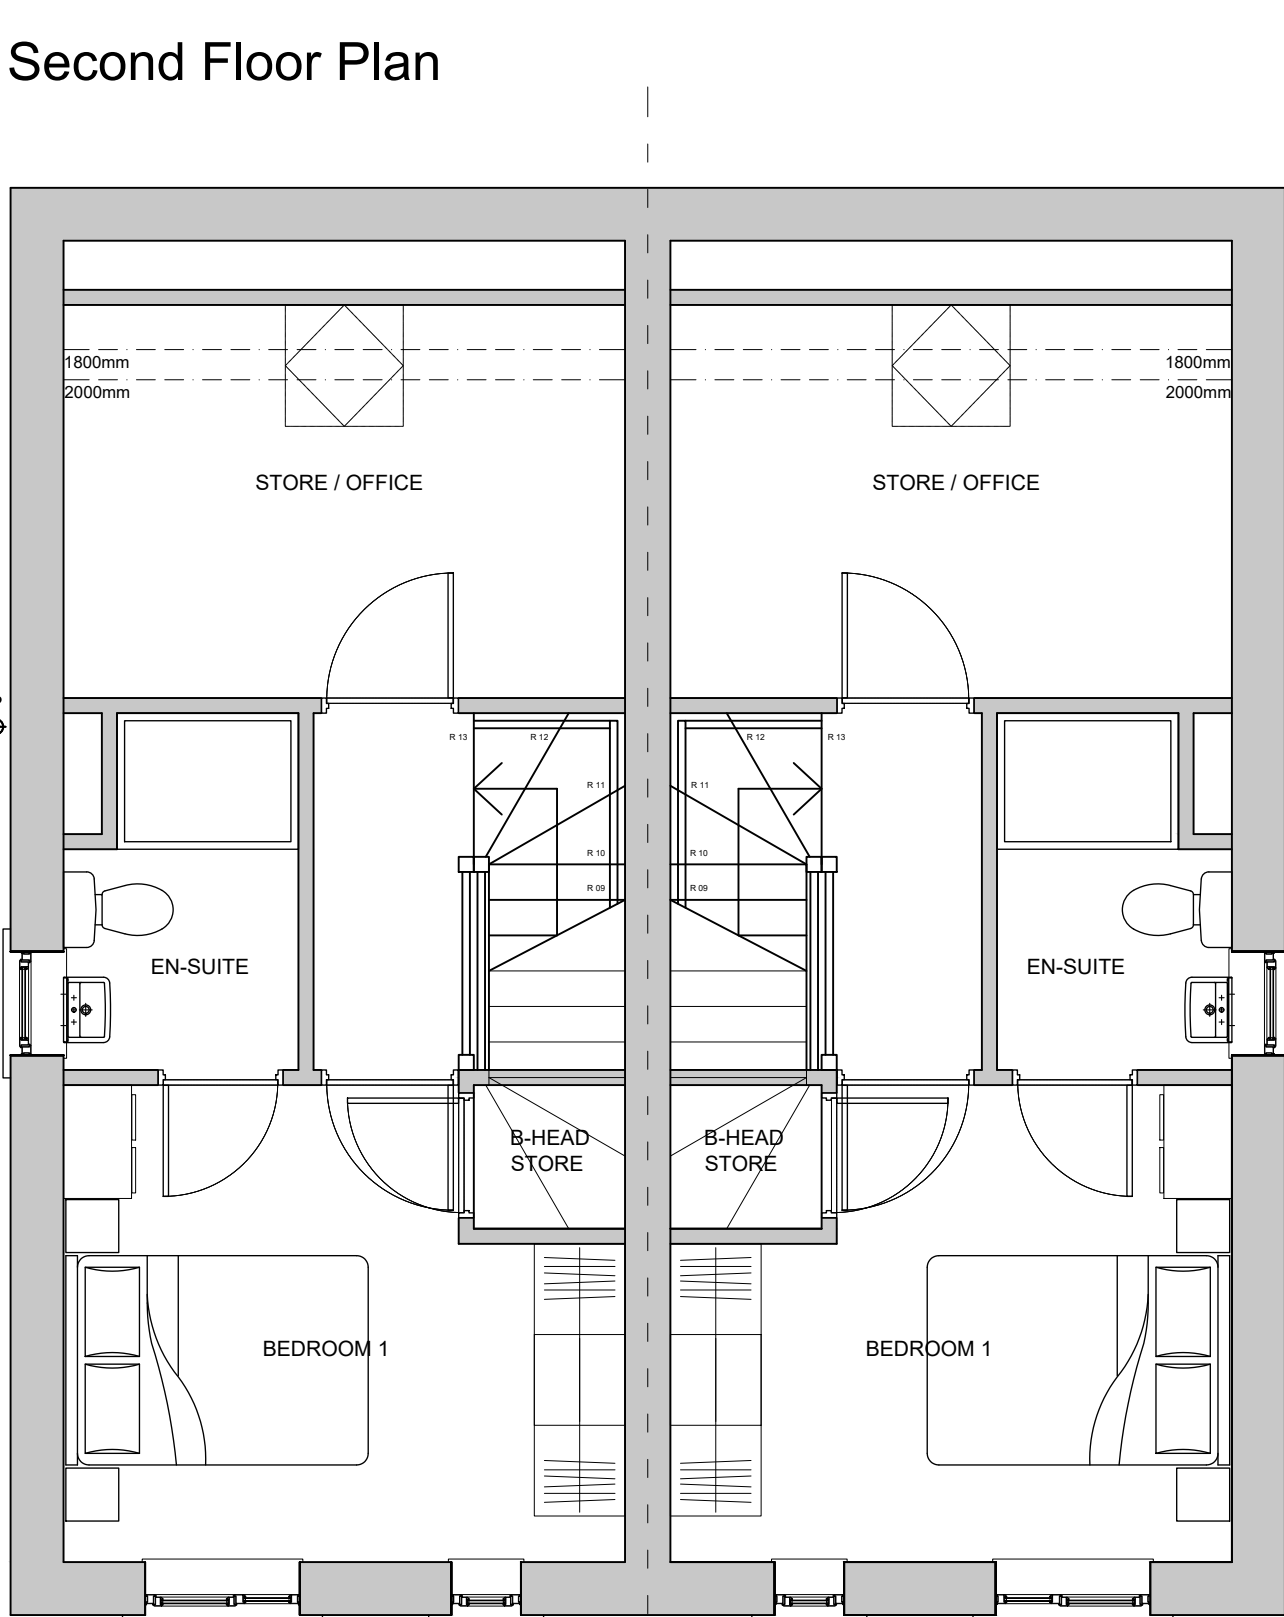 Second Floor Plan
1800mm
1800mm
2000mm
2000mm
STORE / OFFICE
STORE / OFFICE
R 13
R 12
R 12
R 13
R 11
R 11
R 10
R 10
R 09
R 09
EN-SUITE
EN-SUITE
B-HEAD
STORE
B-HEAD
STORE
BEDROOM 1
BEDROOM 1